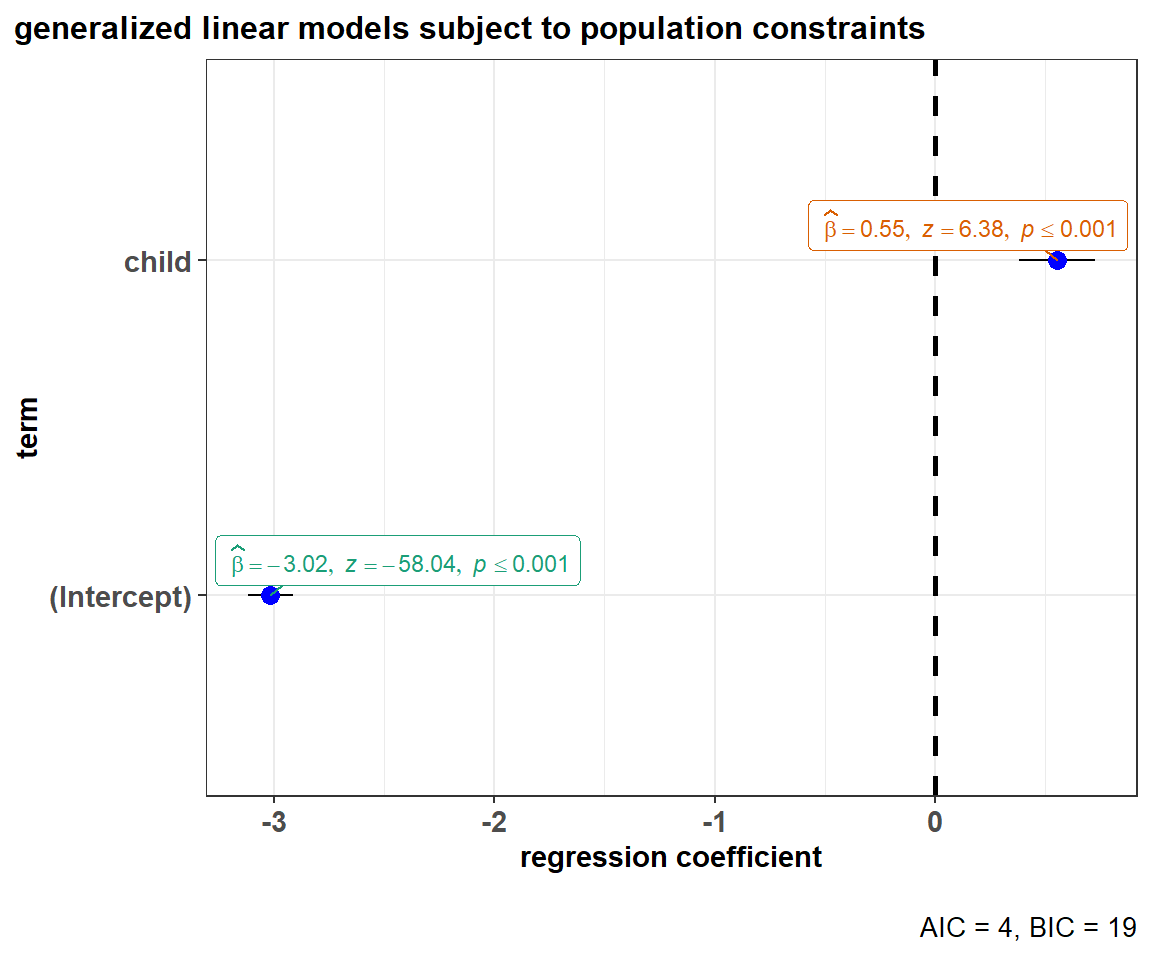 generalized linear models subject to population constraints
β̂ = 0.55, z = 6.38, p ≤ 0.001
child
term
β̂ = −3.02, z = −58.04, p ≤ 0.001
(Intercept)
-3 -2 -1 0
regression coefficient
AIC = 4, BIC = 19